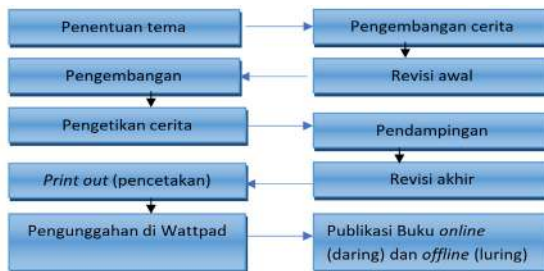 Penentuan tema
Pengembangan cerita
Revisi awal
Pengembangan
Pengetikan cerita
Pendampingan
Revisi akhir
Print out (pencetakan)
Pengunggahan di Wattpad
Publikasi Buku online
(daring) dan offline (luring)